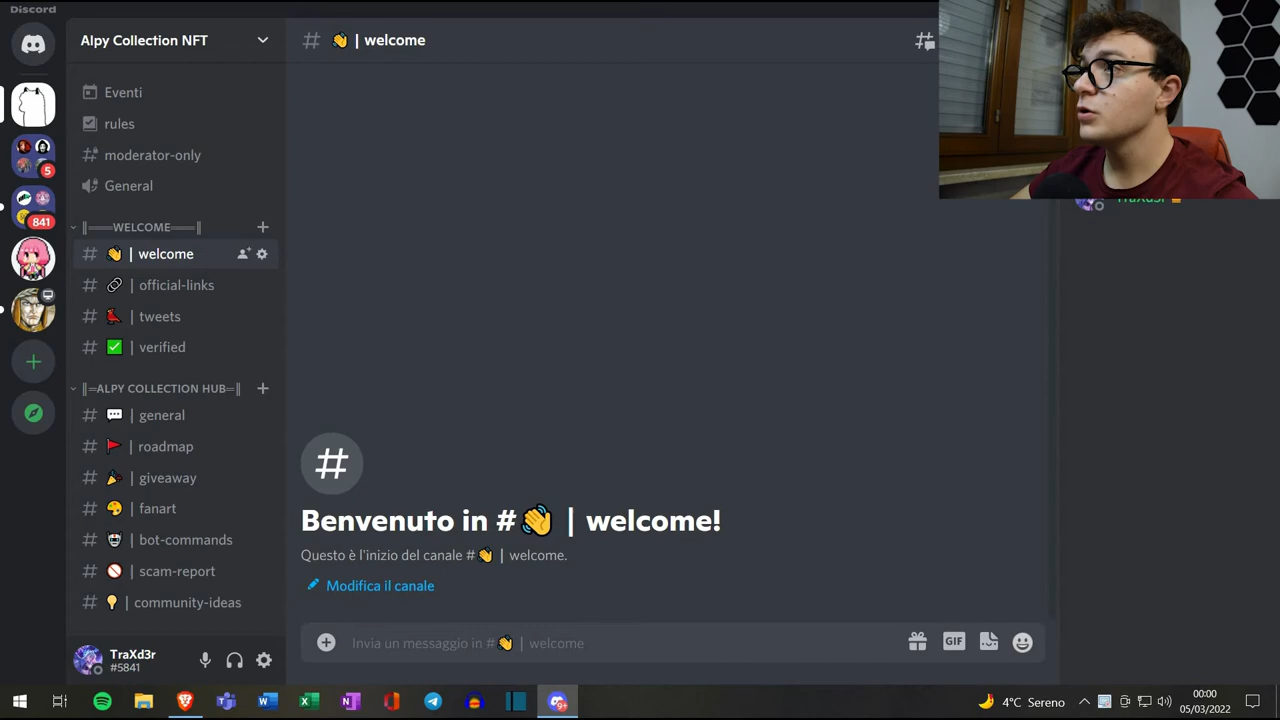 Discord
Alpy Collection NFT
# 👋 | welcome
Eventi
rules
moderator-only
General
5
841
║═══WELCOME═══║
👋 | welcome
🔗 | official-links
🐦 | tweets
✅ | verified
║═ALPY COLLECTION HUB═║
💬 | general
🚩 | roadmap
🎉 | giveaway
🎨 | fanart
🤖 | bot-commands
🚫 | scam-report
💡 | community-ideas
Benvenuto in #👋 | welcome!
Questo è l'inizio del canale #👋 | welcome.
Modifica il canale
Invia un messaggio in #👋 | welcome
GIF
TraXd3r
TraXd3r
#5841
4°C Sereno
00:00
05/03/2022